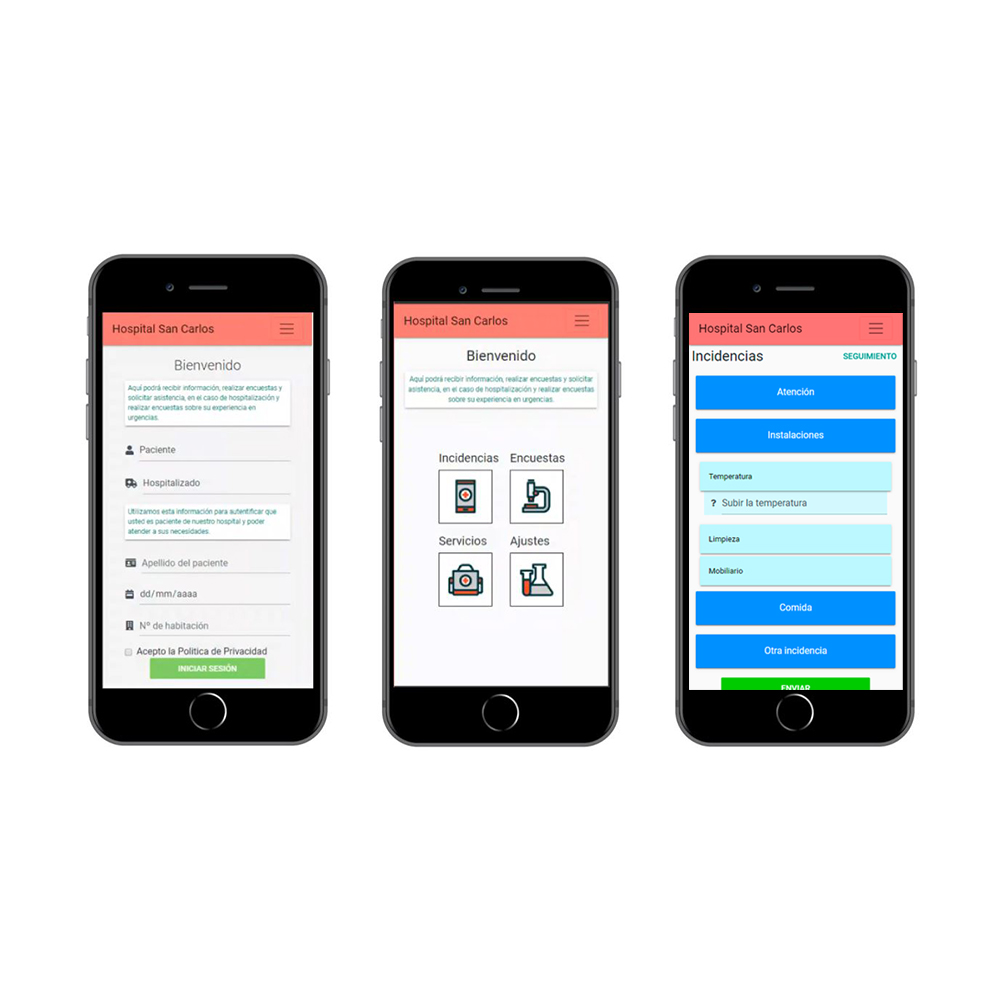 Hospital San Carlos
Bienvenido
Aquí podrá recibir información, realizar encuestas y
solicitar asistencia, en el caso de hospitalización y
realizar encuestas sobre su experiencia en
urgencias.
Paciente
Hospitalizado
Utilizamos esta información para autentificar que
usted es paciente de nuestro hospital y poder
atender a sus necesidades.
Apellido del paciente
dd/mm/aaaa
Nº de habitación
Acepto la Politica de Privacidad
INICIAR SESIÓN
Hospital San Carlos
Bienvenido
Aquí podrá recibir información, realizar encuestas y solicitar
asistencia, en el caso de hospitalización y realizar encuestas
sobre su experiencia en urgencias.
Incidencias Encuestas
Servicios Ajustes
Hospital San Carlos
Incidencias SEGUIMIENTO
Atención
Instalaciones
Temperatura
? Subir la temperatura
Limpieza
Mobiliario
Comida
Otra incidencia
ENVIAR